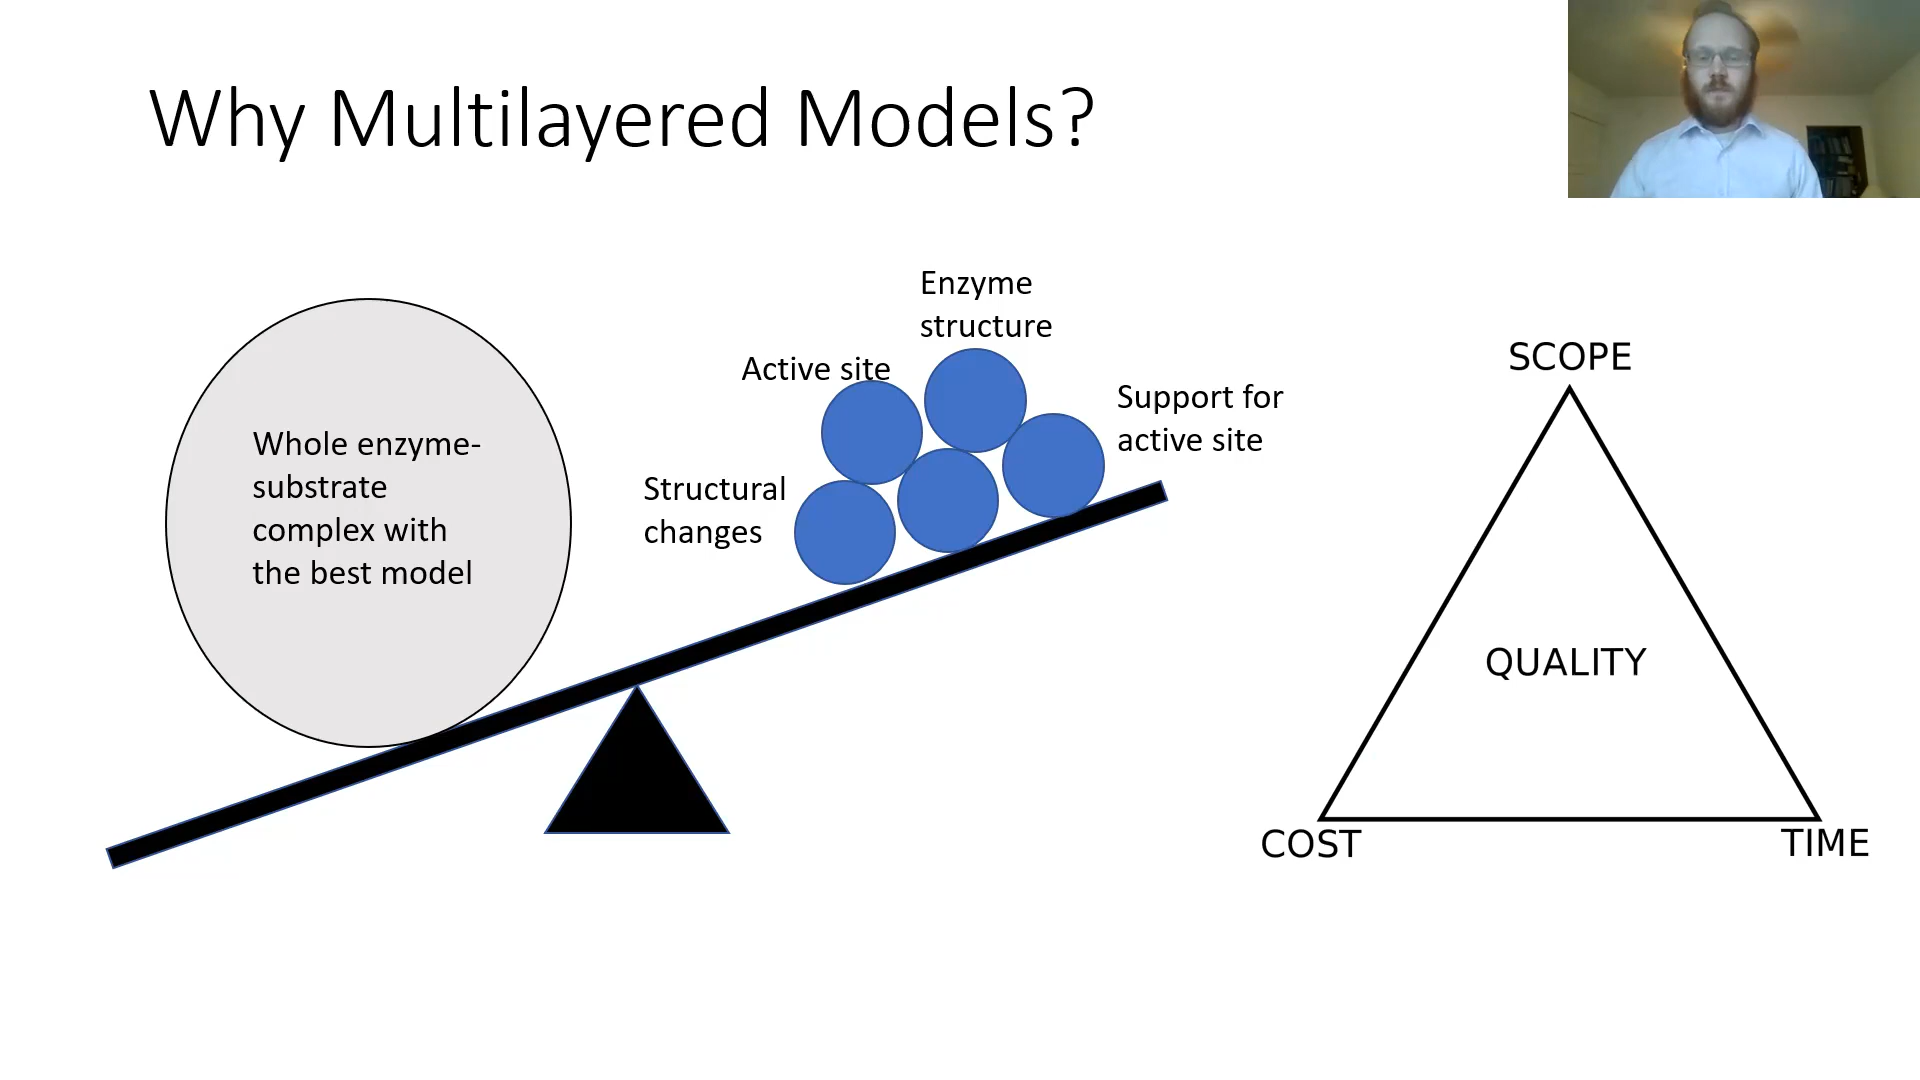 Why Multilayered Models?
Whole enzyme-
substrate
complex with
the best model
Structural
changes
Active site
Enzyme
structure
Support for
active site
SCOPE
QUALITY
COST
TIME